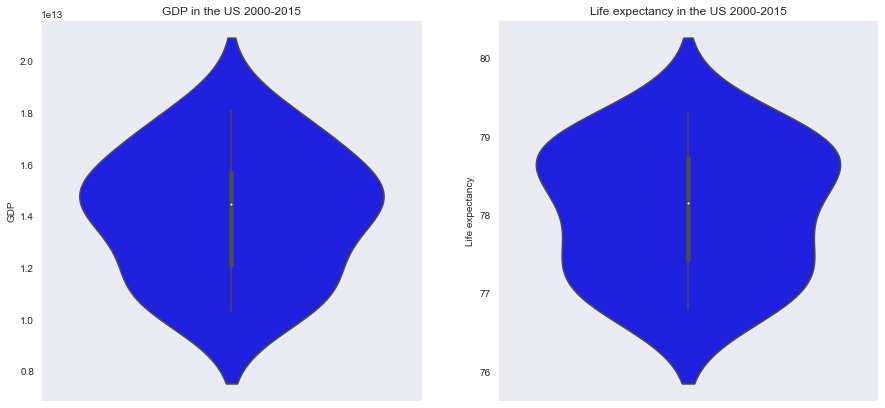 GDP in the US 2000-2015
1e13
2.0
1.8
1.6
1.4
1.2
1.0
0.8
GDP
Life expectancy in the US 2000-2015
80
79
78
77
76
Life expectancy